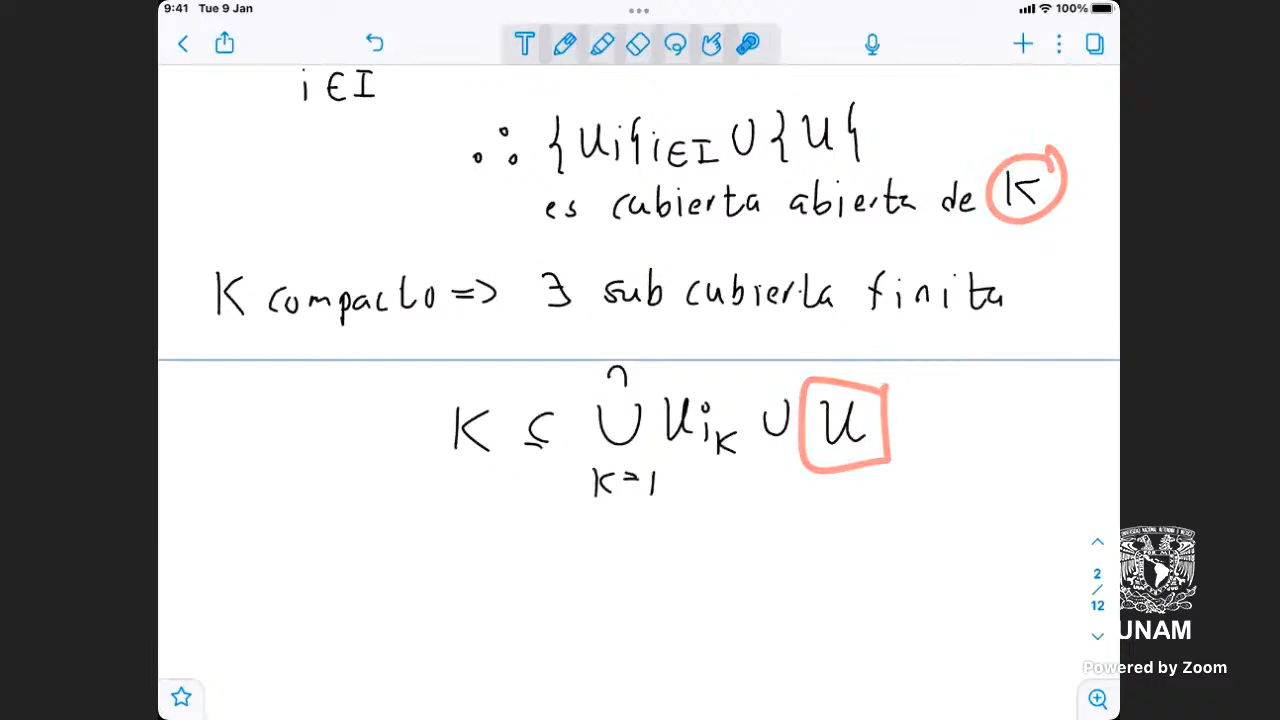 9:41 Tue 9 Jan 100%
i ∈ I
∴ {Ui}i∈I ∪ {U}
es cubierta abierta de K
K compacto => ∃ subcubierta finita
n
K ⊆ ∪ Uik ∪ U
K=1
2
/
12
UNAM
Powered by Zoom